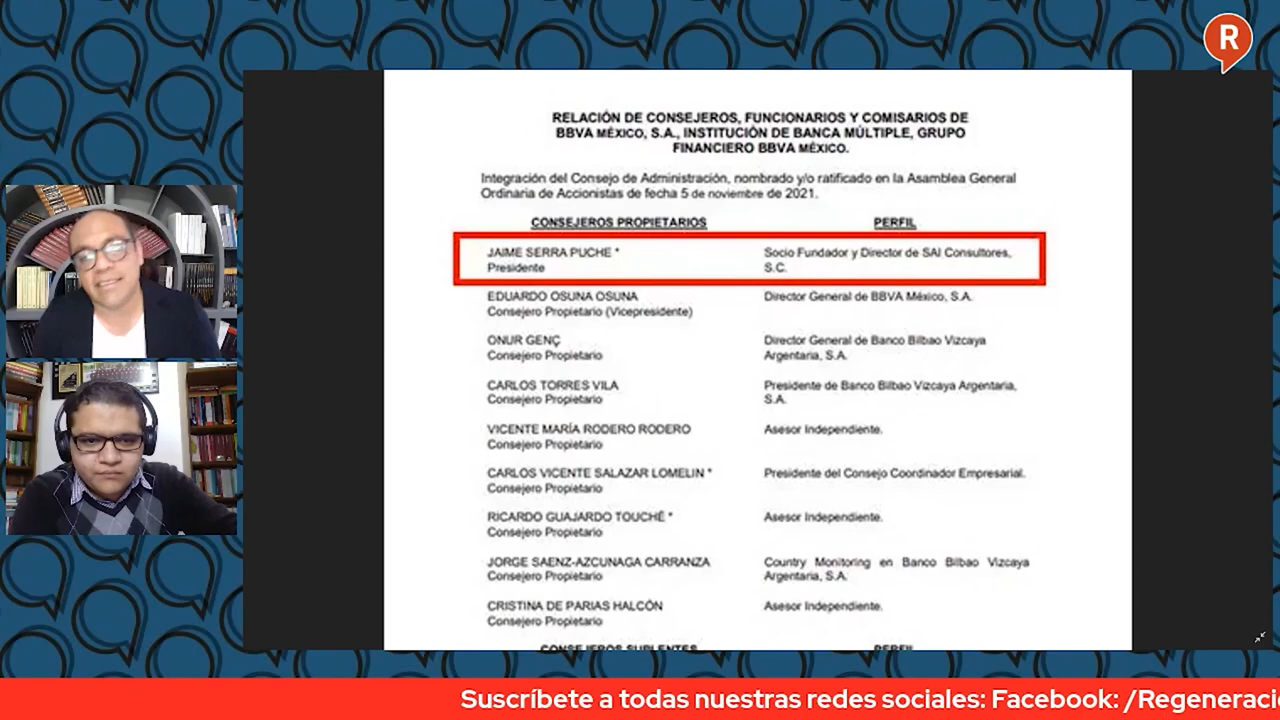 R
RELACIÓN DE CONSEJEROS, FUNCIONARIOS Y COMISARIOS DE
BBVA MÉXICO, S.A., INSTITUCIÓN DE BANCA MÚLTIPLE, GRUPO
FINANCIERO BBVA MÉXICO.
Integración del Consejo de Administración, nombrado y/o ratificado en la Asamblea General
Ordinaria de Accionistas de fecha 5 de noviembre de 2021.
CONSEJEROS PROPIETARIOS PERFIL
JAIME SERRA PUCHE * Socio Fundador y Director de SAI Consultores,
Presidente S.C.
EDUARDO OSUNA OSUNA Director General de BBVA México, S.A.
Consejero Propietario (Vicepresidente)
ONUR GENÇ Director General de Banco Bilbao Vizcaya
Consejero Propietario Argentaria, S.A.
CARLOS TORRES VILA Presidente de Banco Bilbao Vizcaya Argentaria,
Consejero Propietario S.A.
VICENTE MARÍA RODERO RODERO Asesor Independiente.
Consejero Propietario
CARLOS VICENTE SALAZAR LOMELIN * Presidente del Consejo Coordinador Empresarial.
Consejero Propietario
RICARDO GUAJARDO TOUCHÉ * Asesor Independiente.
Consejero Propietario
JORGE SAENZ-AZCUNAGA CARRANZA Country Monitoring en Banco Bilbao Vizcaya
Consejero Propietario Argentaria, S.A.
CRISTINA DE PARIAS HALCÓN Asesor Independiente.
Consejero Propietario
CONSEJEROS SUPLENTES PERFIL
Suscríbete a todas nuestras redes sociales: Facebook: /Regeneraci